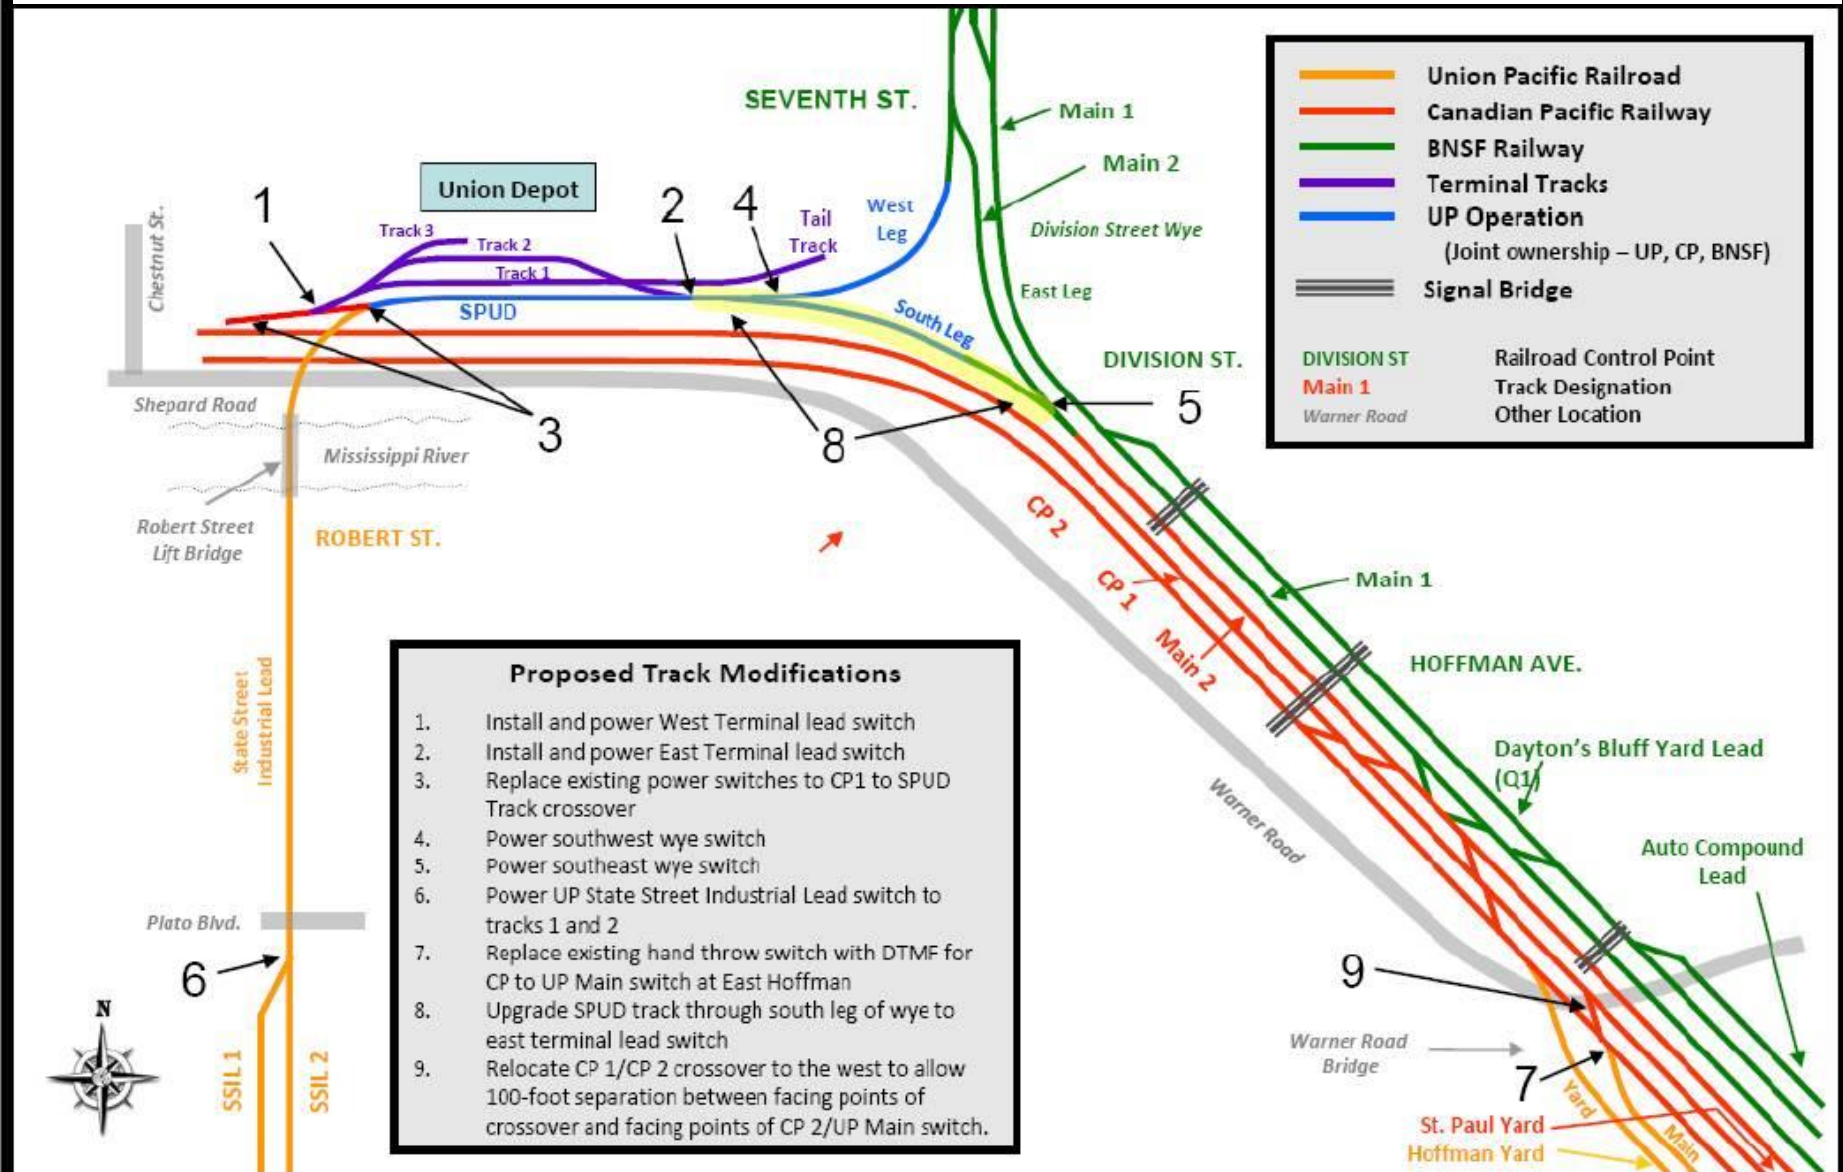 SEVENTH ST.
Main 1
Main 2
Division Street Wye
East Leg
DIVISION ST.
West
Leg
Union Depot
Tail
Track
Track 3
Track 2
Track 1
SPUD
South Leg
1
2
4
3
8
5
Chestnut St.
Shepard Road
Mississippi River
Robert Street
Lift Bridge
ROBERT ST.
State Street
Industrial Lead
Plato Blvd.
6
N
SSIL 1
SSIL 2
Union Pacific Railroad
Canadian Pacific Railway
BNSF Railway
Terminal Tracks
UP Operation
(Joint ownership – UP, CP, BNSF)
Signal Bridge
DIVISION ST Railroad Control Point
Main 1 Track Designation
Warner Road Other Location
Proposed Track Modifications
1. Install and power West Terminal lead switch
2. Install and power East Terminal lead switch
3. Replace existing power switches to CP1 to SPUD
Track crossover
4. Power southwest wye switch
5. Power southeast wye switch
6. Power UP State Street Industrial Lead switch to
tracks 1 and 2
7. Replace existing hand throw switch with DTMF for
CP to UP Main switch at East Hoffman
8. Upgrade SPUD track through south leg of wye to
east terminal lead switch
9. Relocate CP 1/CP 2 crossover to the west to allow
100-foot separation between facing points of
crossover and facing points of CP 2/UP Main switch.
CP 2
CP 1
Main 2
Main 1
HOFFMAN AVE.
Dayton's Bluff Yard Lead
(Q1)
Auto Compound
Lead
Warner Road
9
Warner Road
Bridge
7
Yard
Main
St. Paul Yard
Hoffman Yard